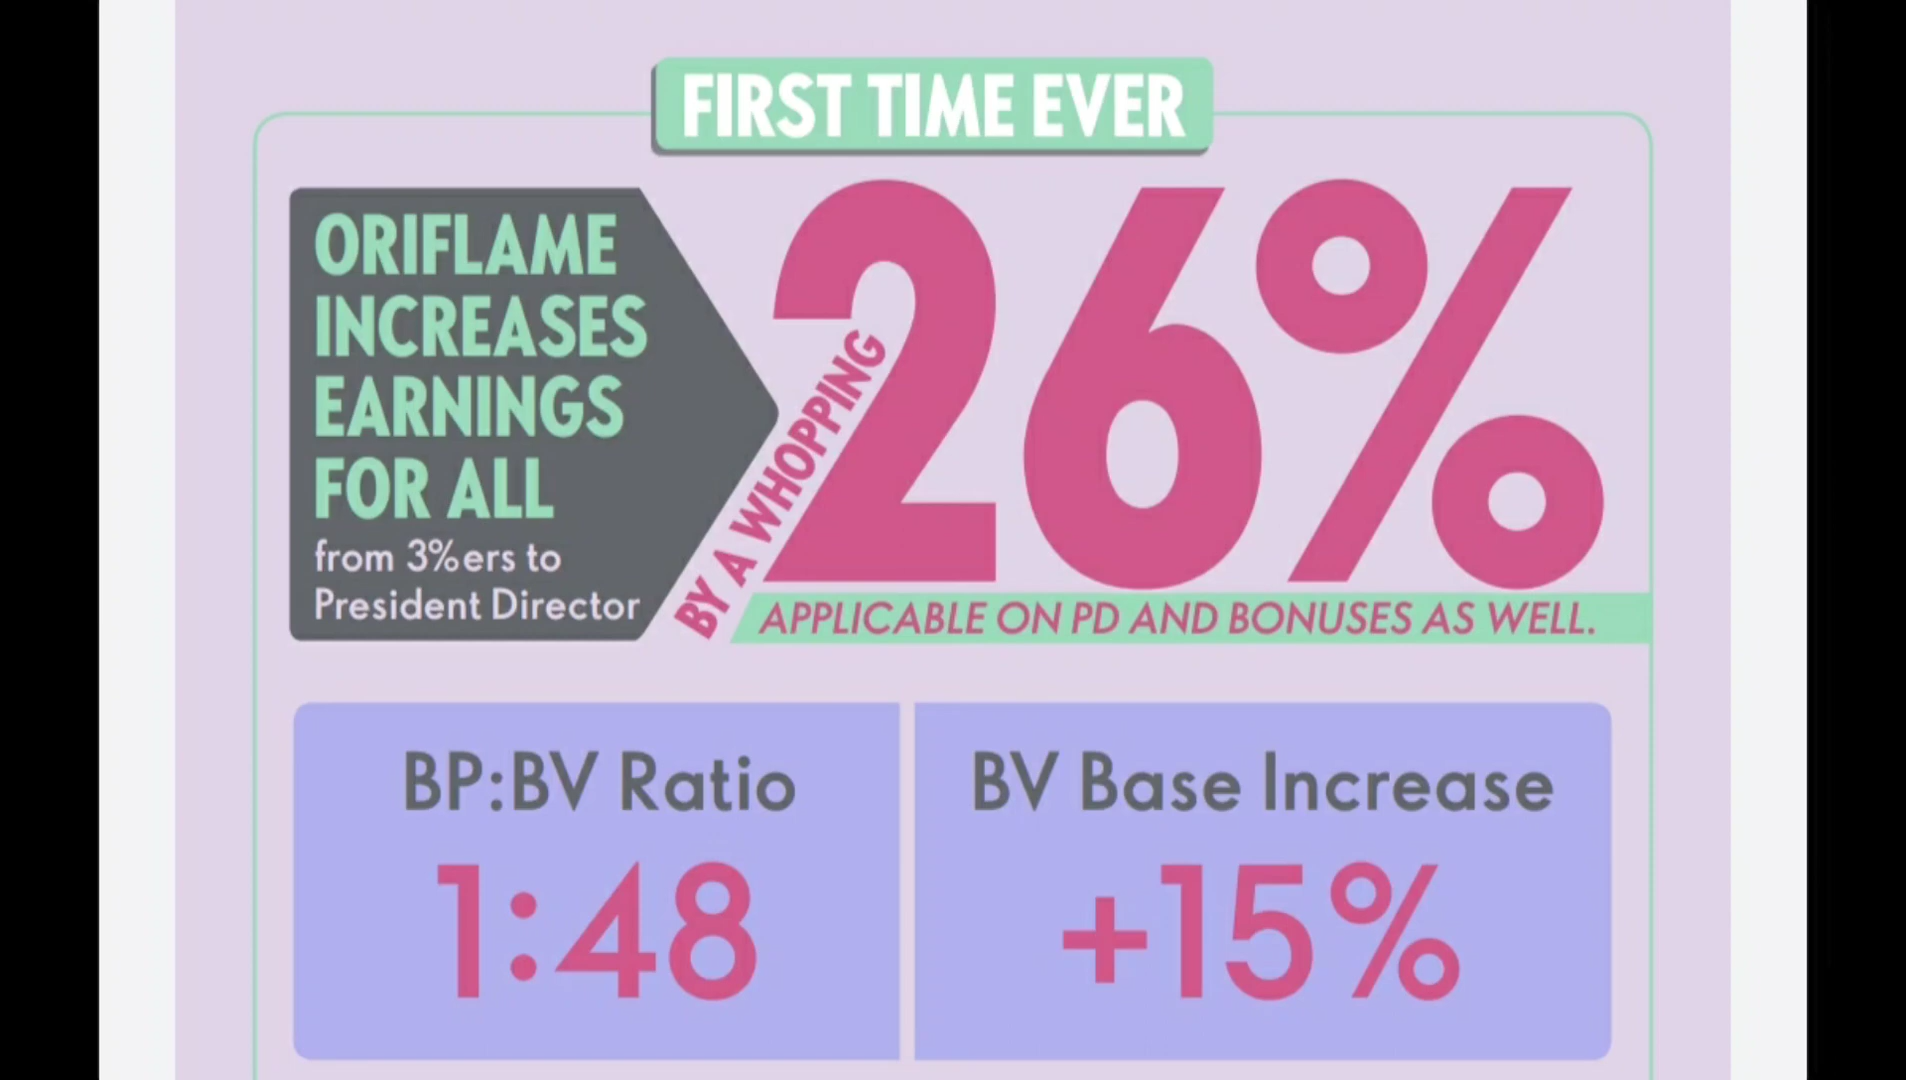 FIRST TIME EVER
ORIFLAME
INCREASES
EARNINGS
FOR ALL
from 3%ers to
President Director
BY A WHOPPING
26%
APPLICABLE ON PD AND BONUSES AS WELL.
BP:BV Ratio
1:48
BV Base Increase
+15%